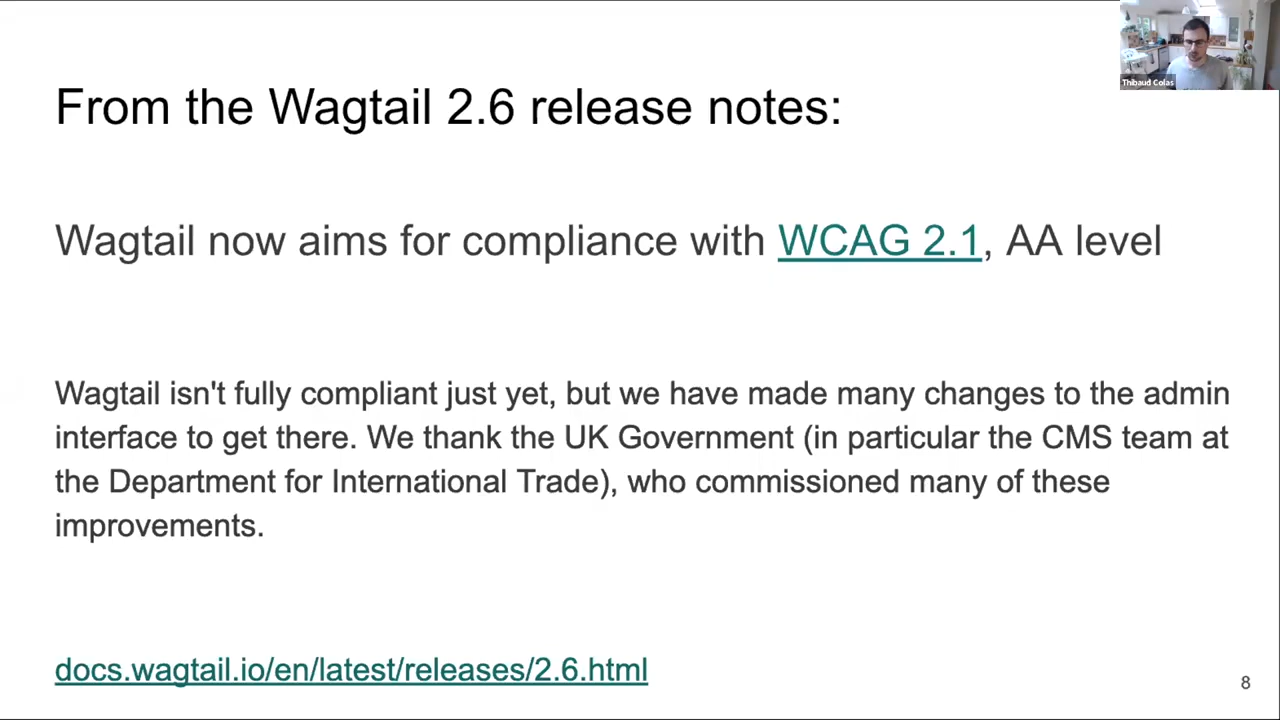 Thibaud Colas
From the Wagtail 2.6 release notes:
Wagtail now aims for compliance with WCAG 2.1, AA level
Wagtail isn't fully compliant just yet, but we have made many changes to the admin
interface to get there. We thank the UK Government (in particular the CMS team at
the Department for International Trade), who commissioned many of these
improvements.
docs.wagtail.io/en/latest/releases/2.6.html
8